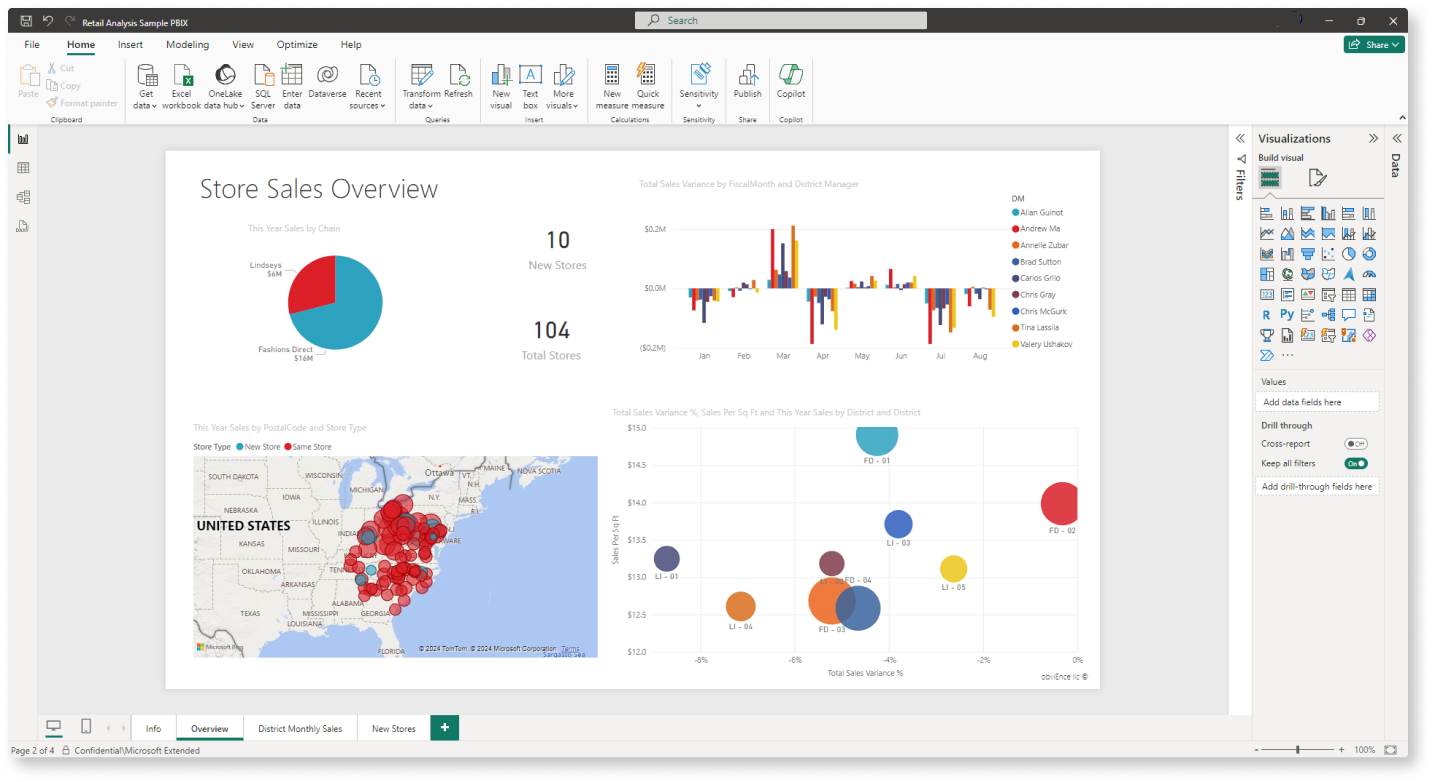 Retail Analysis Sample PBIX
Search
File Home Insert Modeling View Optimize Help
Share
Paste
Cut
Copy
Format painter
Clipboard
Get data
Excel workbook
OneLake data hub
SQL Server
Enter data
Dataverse
Recent sources
Data
Transform data
Refresh
Queries
New visual
Text box
More visuals
Insert
New measure
Quick measure
Calculations
Sensitivity
Sensitivity
Publish
Share
Copilot
Copilot
Store Sales Overview
This Year Sales by Chain
Lindseys
$6M
Fashions Direct
$16M
10
New Stores
104
Total Stores
Total Sales Variance by FiscalMonth and District Manager
$0.2M
$0.0M
($0.2M)
Jan Feb Mar Apr May Jun Jul Aug
DM
Allan Guinot
Andrew Ma
Annelie Zubar
Brad Sutton
Carlos Grilo
Chris Gray
Chris McGurk
Tina Lassila
Valery Ushakov
This Year Sales by PostalCode and Store Type
Store Type New Store Same Store
Ottawa
MAINE
NOVA SCOTIA
SOUTH DAKOTA
WISCONSIN
VT.
N.H.
MICHIGAN
IOWA
N.Y.
MASS.
R.I.
NEBRASKA
UNITED STATES
ILLINOIS
KANSAS
MISSOURI
OKLAHOMA
ARKANSAS
ALABAMA
TEXAS
MISSISSIPPI
GEORGIA
LOUISIANA
FLORIDA
Microsoft Bing
© 2024 TomTom, © 2024 Microsoft Corporation Terms
Sargasso Sea
Total Sales Variance %, Sales Per Sq Ft and This Year Sales by District and District
Sales Per Sq Ft
$15.0
$14.5
$14.0
$13.5
$13.0
$12.5
$12.0
FD - 01
FD - 02
LI - 03
LI - 01
FD - 04
LI - 05
LI - 04
FD - 03
-8% -6% -4% -2% 0%
Total Sales Variance %
obviEnce llc ©
Filters
Visualizations
Build visual
R Py
123
Values
Add data fields here
Drill through
Cross-report Off
Keep all filters On
Add drill-through fields here
Data
Info Overview District Monthly Sales New Stores +
Page 2 of 4 Confidential\Microsoft Extended
- + 100%